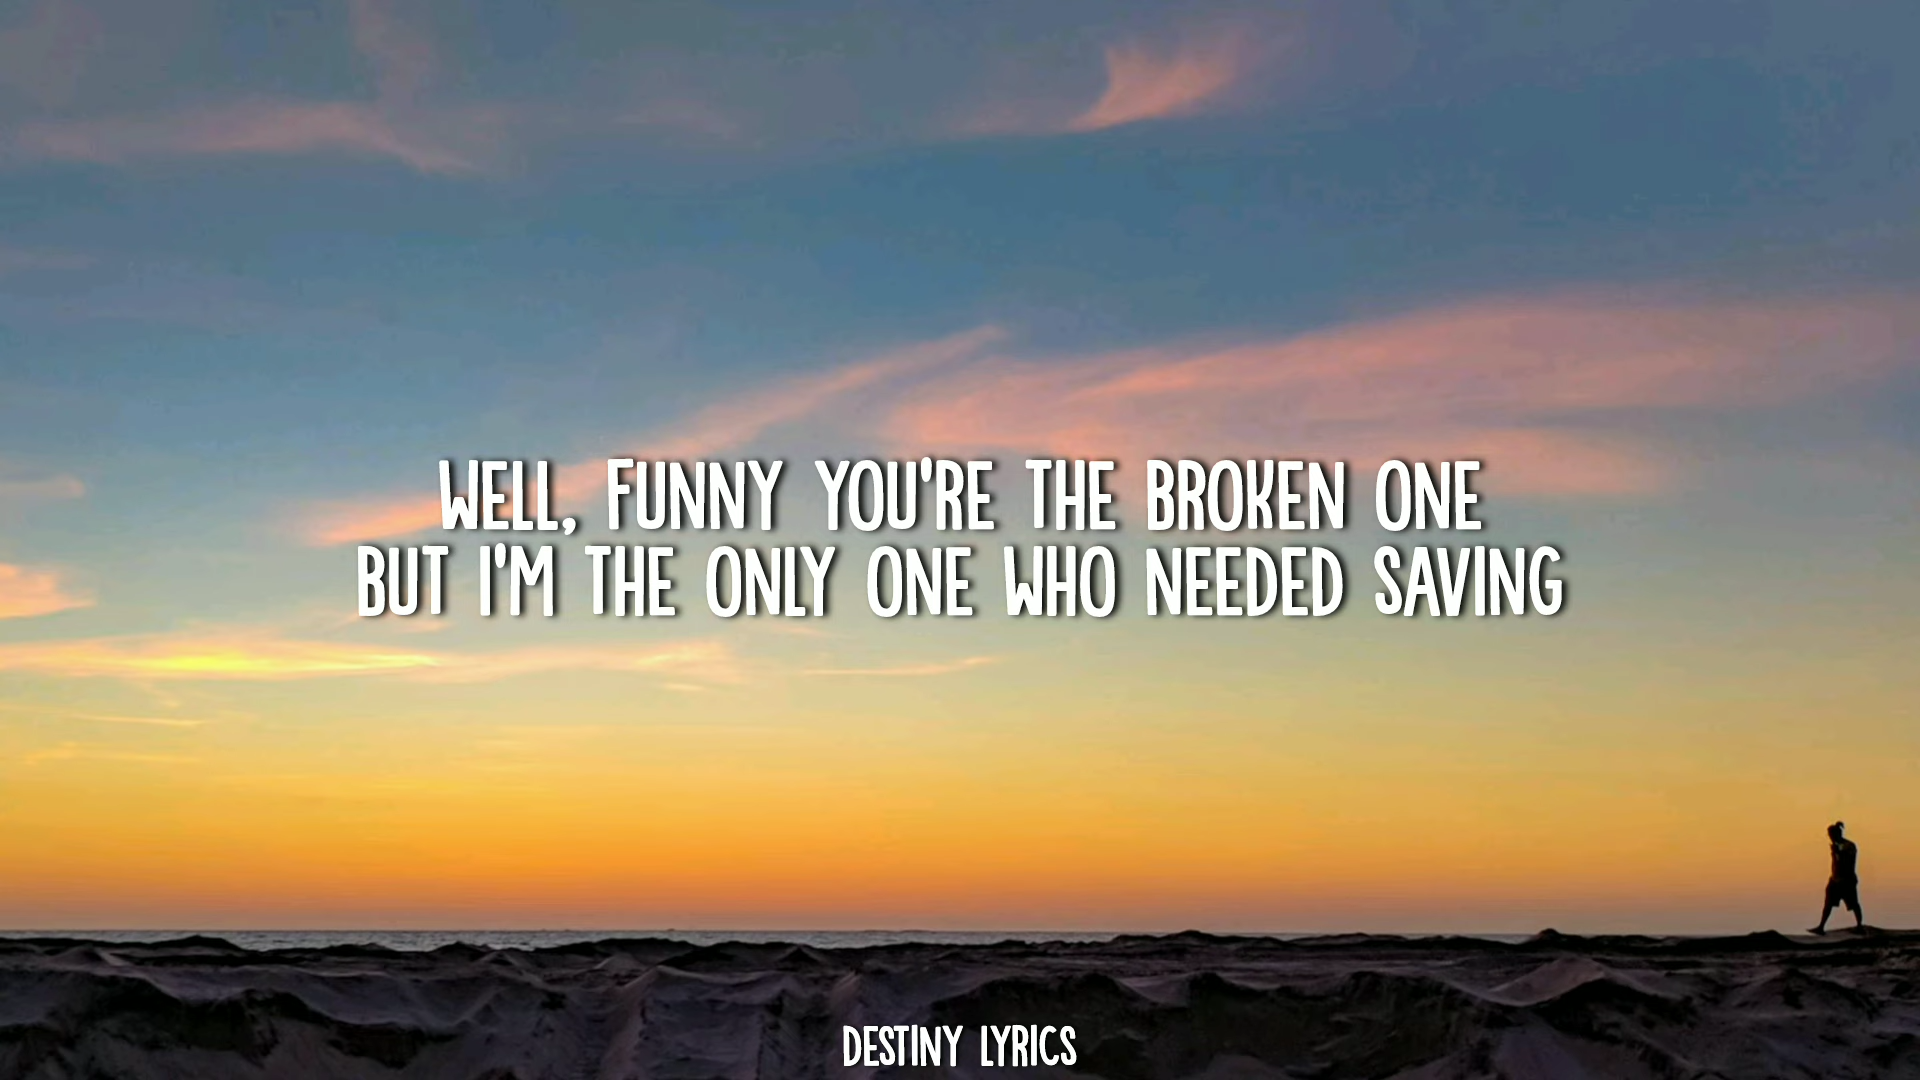 WELL, FUNNY YOU'RE THE BROKEN ONE
BUT I'M THE ONLY ONE WHO NEEDED SAVING
DESTINY LYRICS